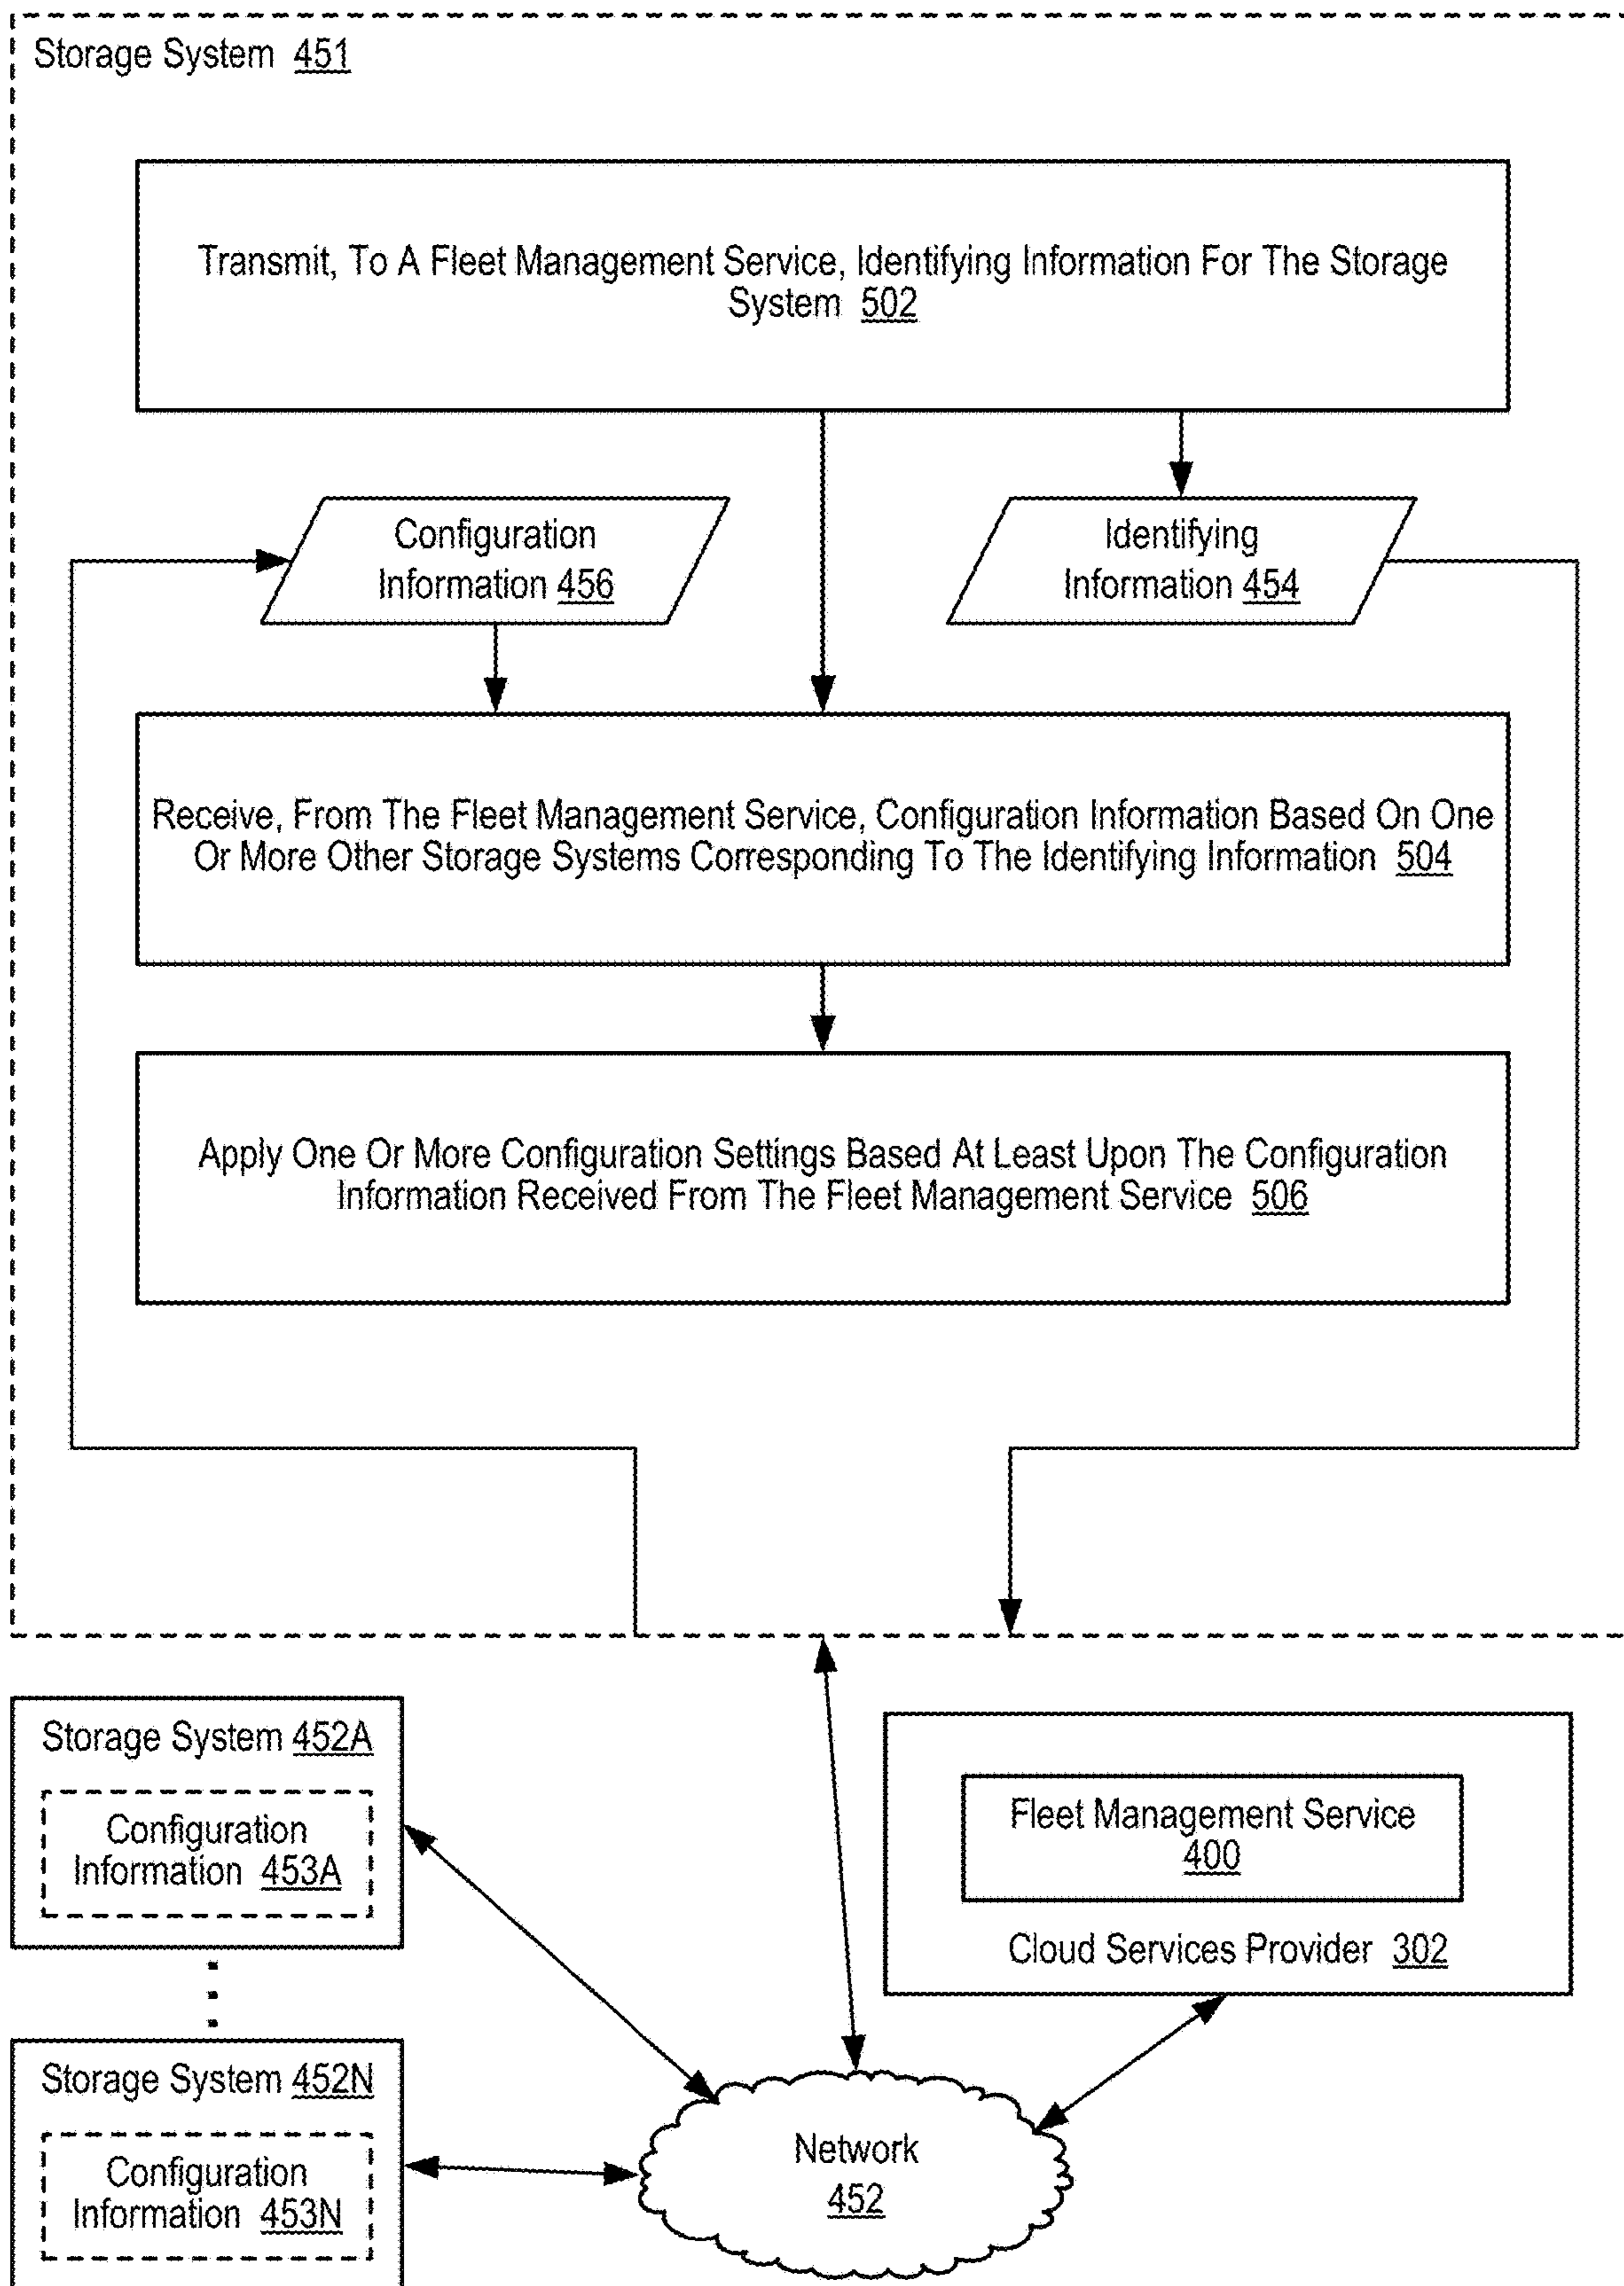 Storage System 451
Transmit, To A Fleet Management Service, Identifying Information For The Storage
System 502
Configuration
Information 456
Identifying
Information 454
Receive, From The Fleet Management Service, Configuration Information Based On One
Or More Other Storage Systems Corresponding To The Identifying Information 504
Apply One Or More Configuration Settings Based At Least Upon The Configuration
Information Received From The Fleet Management Service 506
Storage System 452A
Configuration
Information 453A
Fleet Management Service
400
Cloud Services Provider 302
Storage System 452N
Configuration
Information 453N
Network
452